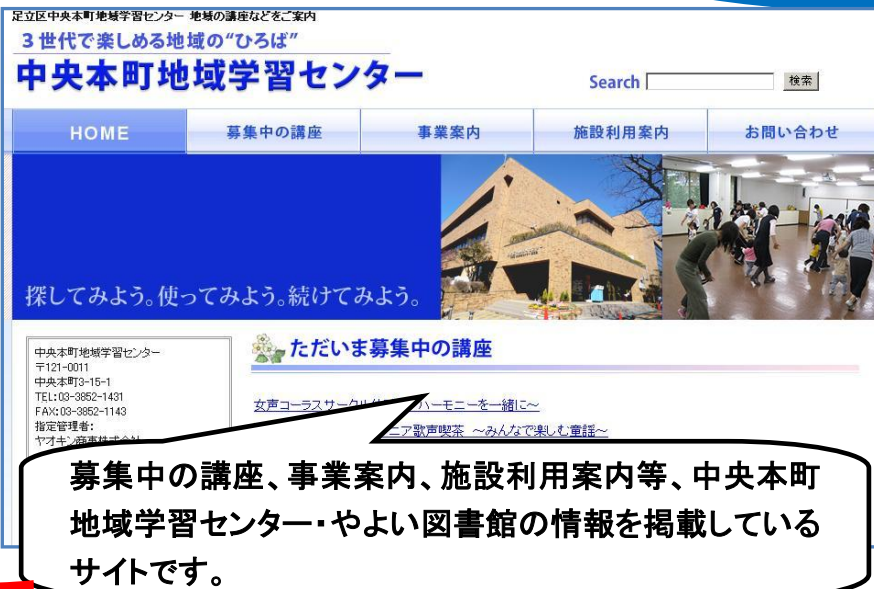 足立区中央本町地域学習センター 地域の講座などをご案内
3世代で楽しめる地域の“ひろば”
中央本町地域学習センター
Search 検索
HOME 募集中の講座 事業案内 施設利用案内 お問い合わせ
探してみよう。使ってみよう。続けてみよう。
中央本町地域学習センター
〒121-0011
中央本町3-15-1
TEL:03-3852-1431
FAX:03-3852-1143
指定管理者:
ヤオキン商事株式会社
ただいま募集中の講座
女声コーラスサークル ハーモニーを一緒に～
ニア歌声喫茶 ～みんなで楽しむ童謡～
募集中の講座、事業案内、施設利用案内等、中央本町
地域学習センター・やよい図書館の情報を掲載している
サイトです。